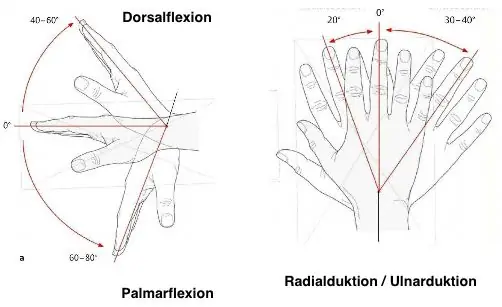 Dorsalflexion
40–60°
0°
60–80°
a
Palmarflexion
0°
20°
30–40°
Radialduktion / Ulnarduktion